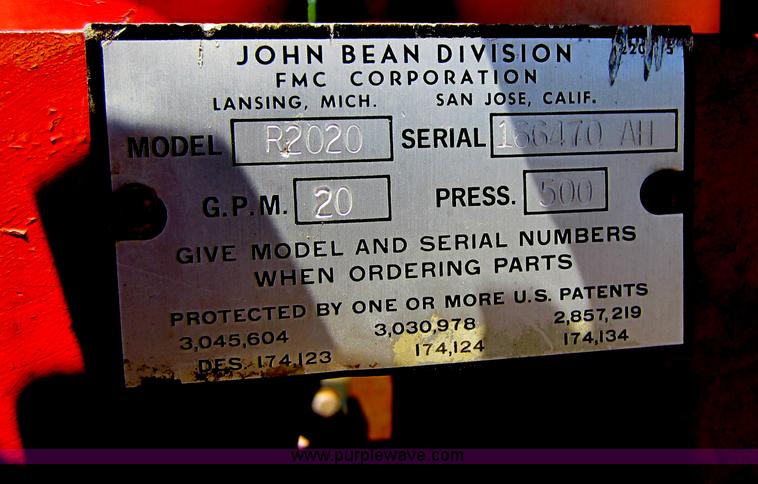 JOHN BEAN DIVISION
FMC CORPORATION
LANSING, MICH. SAN JOSE, CALIF.
MODEL R2020 SERIAL 166470 AH
G.P.M. 20 PRESS. 500
GIVE MODEL AND SERIAL NUMBERS
WHEN ORDERING PARTS
PROTECTED BY ONE OR MORE U.S. PATENTS
3,045,604 3,030,978 2,857,219
DES. 174,123 174,124 174,134
www.purplewave.com